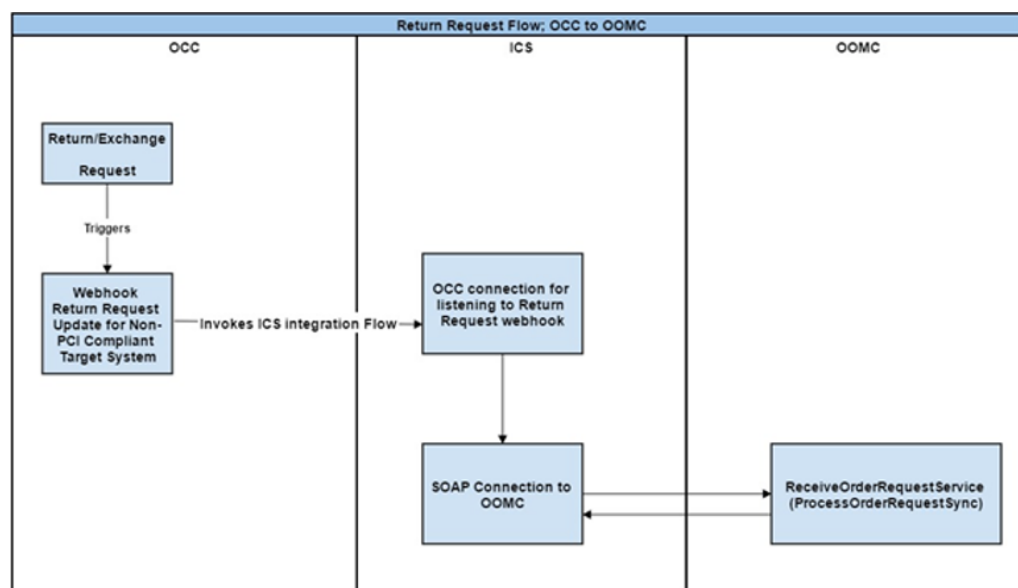 Return Request Flow; OCC to OOMC
OCC
ICS
OOMC
Return/Exchange
Request
Triggers
Webhook
Return Request
Update for Non-
PCI Compliant
Target System
Invokes ICS integration Flow
OCC connection for
listening to Return
Request webhook
SOAP Connection to
OOMC
ReceiveOrderRequestService
(ProcessOrderRequestSync)